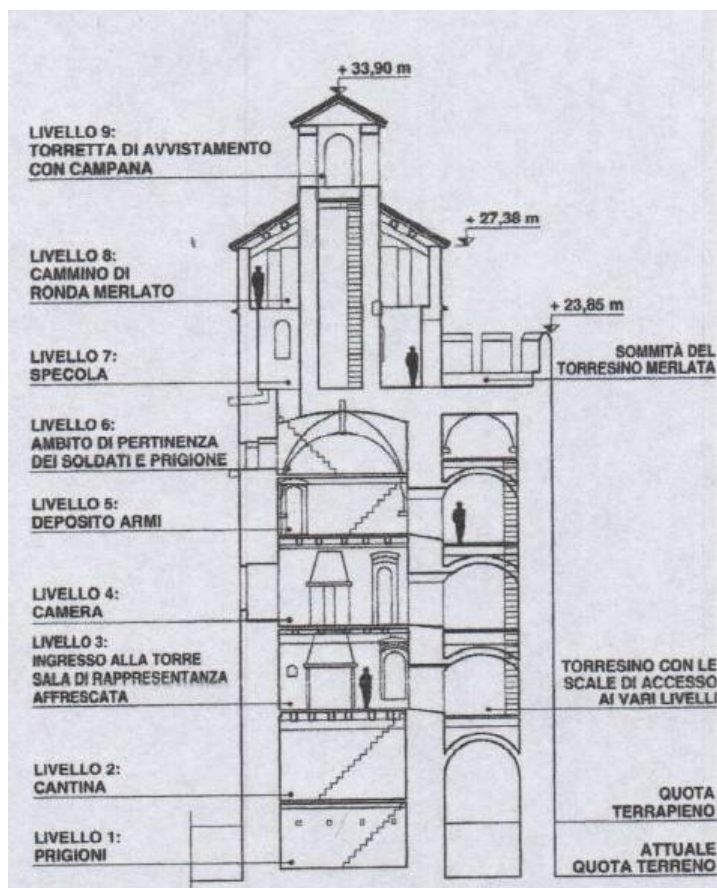 + 33,90 m
LIVELLO 9:
TORRETTA DI AVVISTAMENTO
CON CAMPANA
+ 27,38 m
LIVELLO 8:
CAMMINO DI
RONDA MERLATO
+ 23,85 m
LIVELLO 7:
SPECOLA
SOMMITÀ DEL
TORRESINO MERLATA
LIVELLO 6:
AMBITO DI PERTINENZA
DEI SOLDATI E PRIGIONE
LIVELLO 5:
DEPOSITO ARMI
LIVELLO 4:
CAMERA
LIVELLO 3:
INGRESSO ALLA TORRE
SALA DI RAPPRESENTANZA
AFFRESCATA
TORRESINO CON LE
SCALE DI ACCESSO
AI VARI LIVELLI
LIVELLO 2:
CANTINA
QUOTA
TERRAPIENO
LIVELLO 1:
PRIGIONI
ATTUALE
QUOTA TERRENO